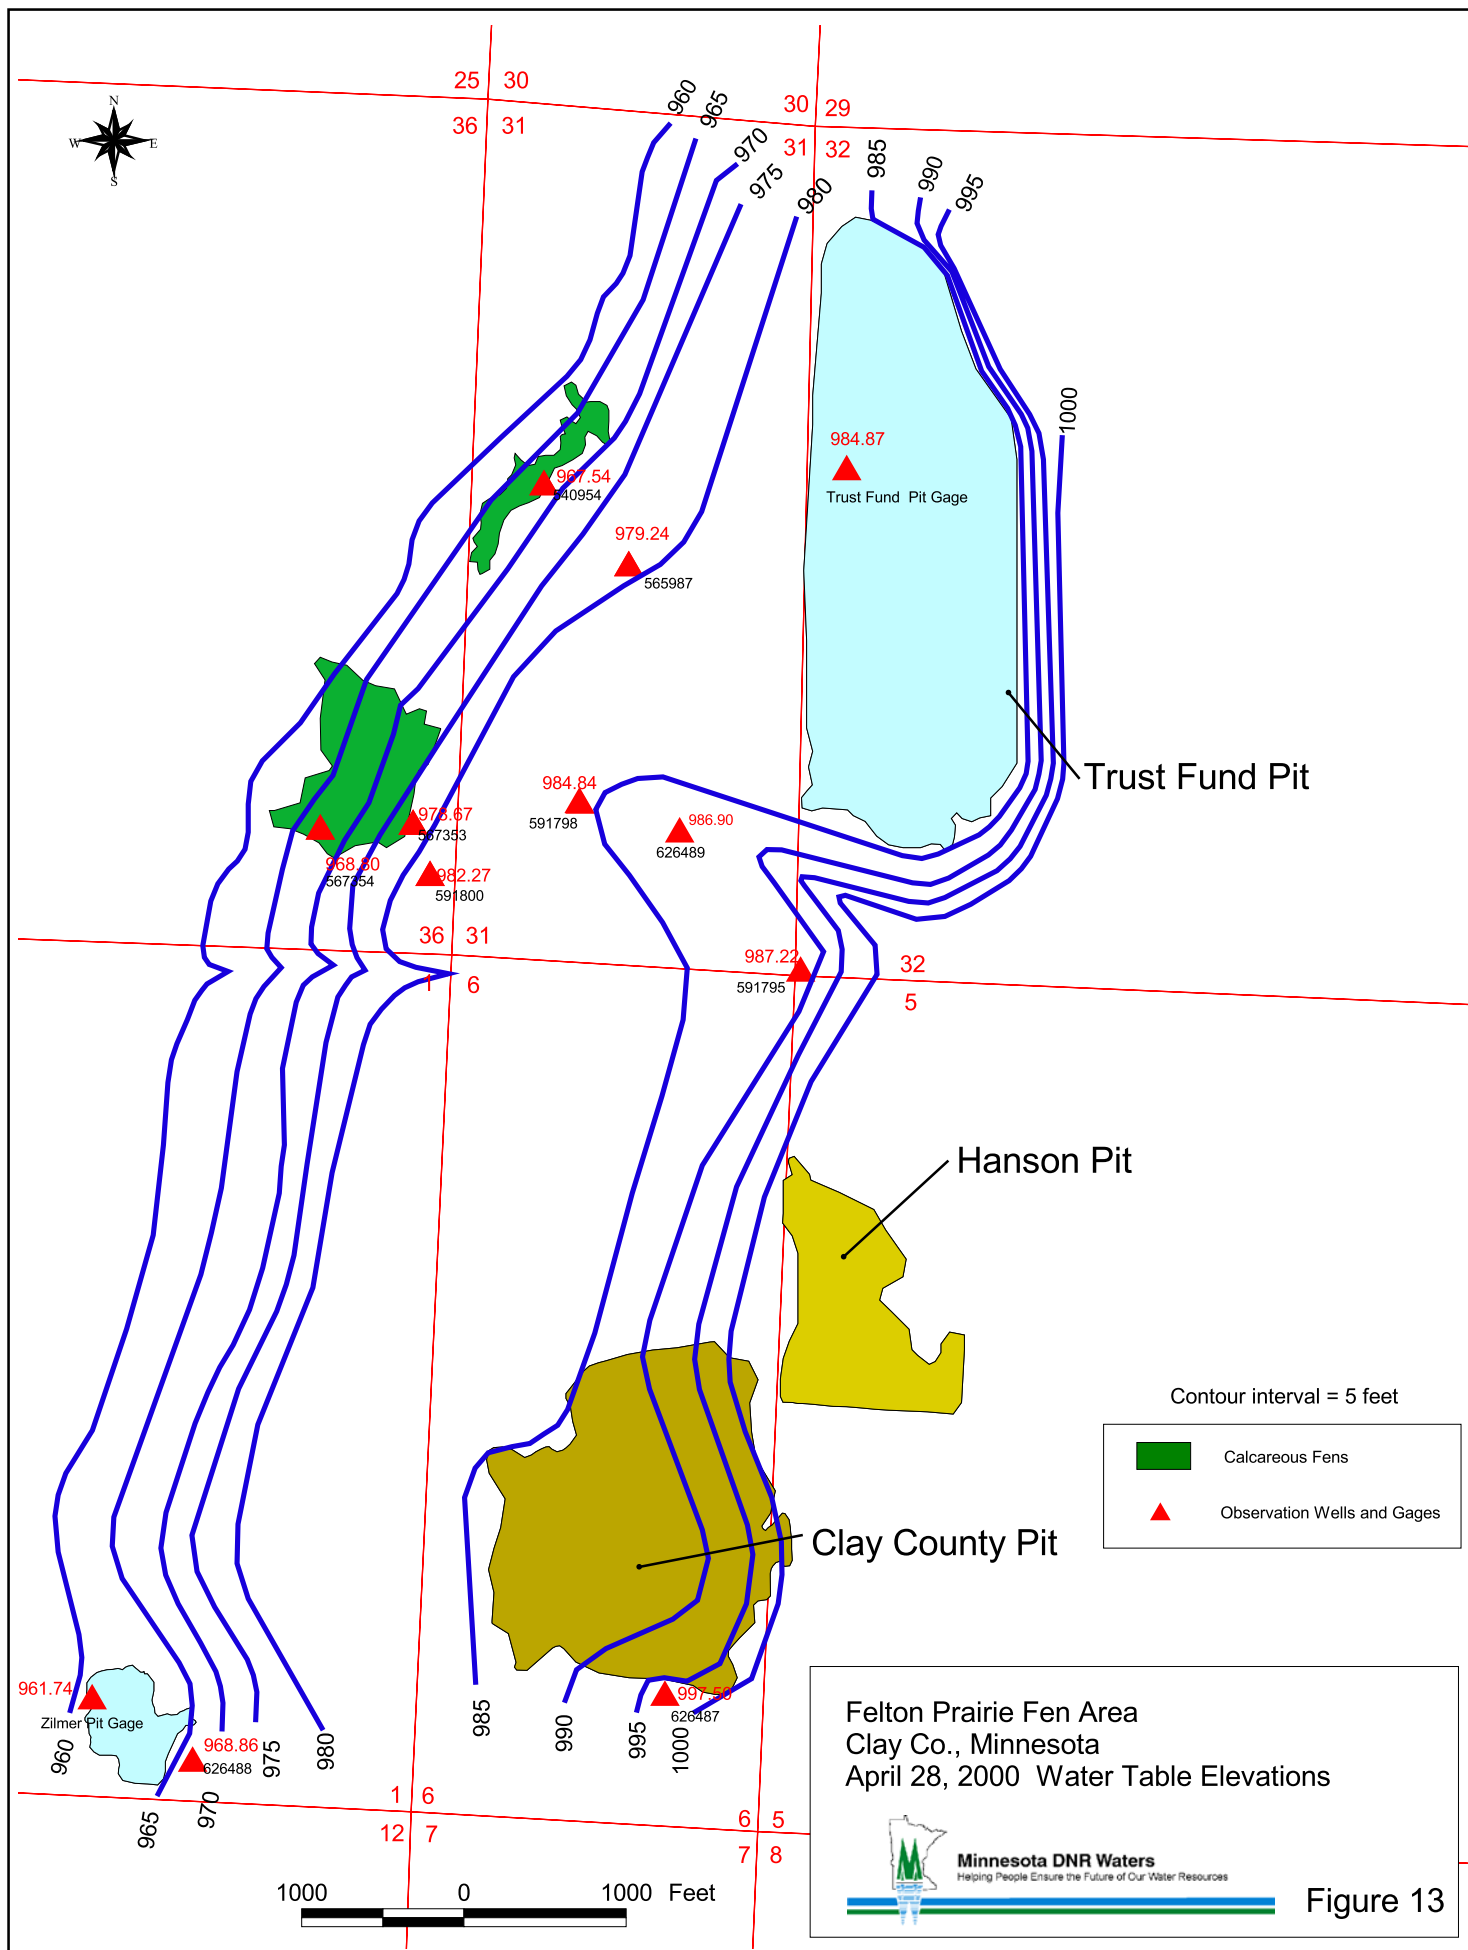 25 30
36 31
30 29
31 32
N
W E
S
960
965
970
975
980
985
990
995
1000
984.87
Trust Fund Pit Gage
967.54
540954
979.24
565987
Trust Fund Pit
984.84
591798
986.90
626489
978.67
567353
968.80
567354
982.27
591800
36 31
1 6
987.22
591795
32
5
Hanson Pit
Contour interval = 5 feet
Calcareous Fens
Observation Wells and Gages
Clay County Pit
961.74
Zilmer Pit Gage
997.50
626487
968.86
626488
960
965
970
975
980
985
990
995
1000
1 6
12 7
6 5
7 8
Felton Prairie Fen Area
Clay Co., Minnesota
April 28, 2000 Water Table Elevations
Minnesota DNR Waters
Helping People Ensure the Future of Our Water Resources
Figure 13
1000 0 1000 Feet